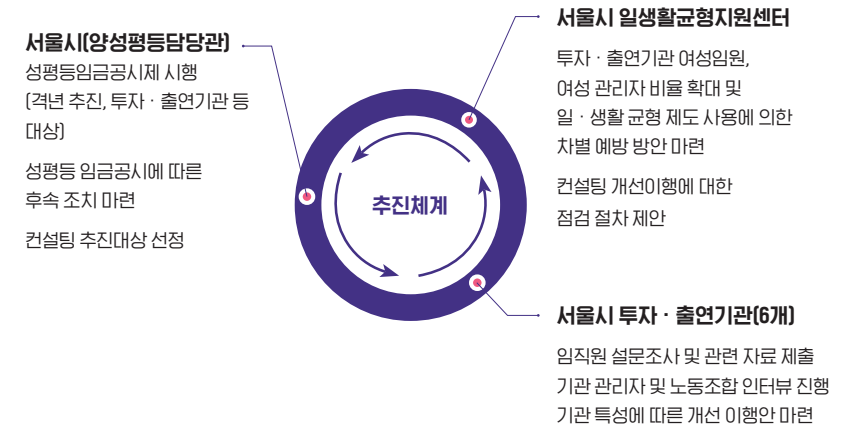 서울시(양성평등담당관)
성평등임금공시제 시행
(격년 추진, 투자 · 출연기관 등
대상)
성평등 임금공시에 따른
후속 조치 마련
컨설팅 추진대상 선정
추진체계
서울시 일생활균형지원센터
투자 · 출연기관 여성임원,
여성 관리자 비율 확대 및
일 · 생활 균형 제도 사용에 의한
차별 예방 방안 마련
컨설팅 개선이행에 대한
점검 절차 제안
서울시 투자 · 출연기관(6개)
임직원 설문조사 및 관련 자료 제출
기관 관리자 및 노동조합 인터뷰 진행
기관 특성에 따른 개선 이행안 마련